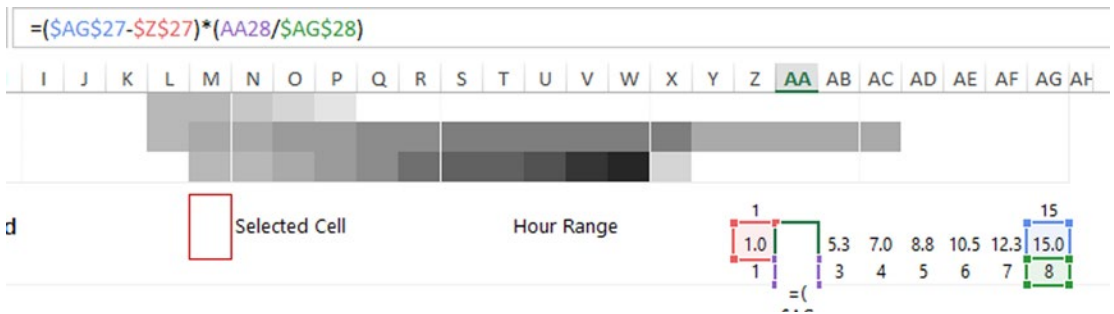 =($AG$27-$Z$27)*(AA28/$AG$28)
I J K L M N O P Q R S T U V W X Y Z AA AB AC AD AE AF AG AH
1 15
d Selected Cell Hour Range
1.0 5.3 7.0 8.8 10.5 12.3 15.0
1 3 4 5 6 7 8
=(